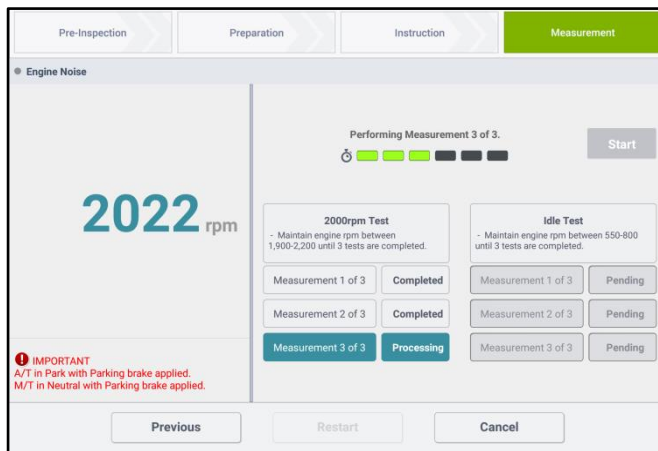 Pre-Inspection
Preparation
Instruction
Measurement
Engine Noise
Performing Measurement 3 of 3.
Start
2022 rpm
2000rpm Test
- Maintain engine rpm between
1,900-2,200 until 3 tests are completed.
Idle Test
- Maintain engine rpm between 550-800
until 3 tests are completed.
Measurement 1 of 3 Completed
Measurement 1 of 3 Pending
Measurement 2 of 3 Completed
Measurement 2 of 3 Pending
Measurement 3 of 3 Processing
Measurement 3 of 3 Pending
! IMPORTANT
A/T in Park with Parking brake applied.
M/T in Neutral with Parking brake applied.
Previous
Restart
Cancel